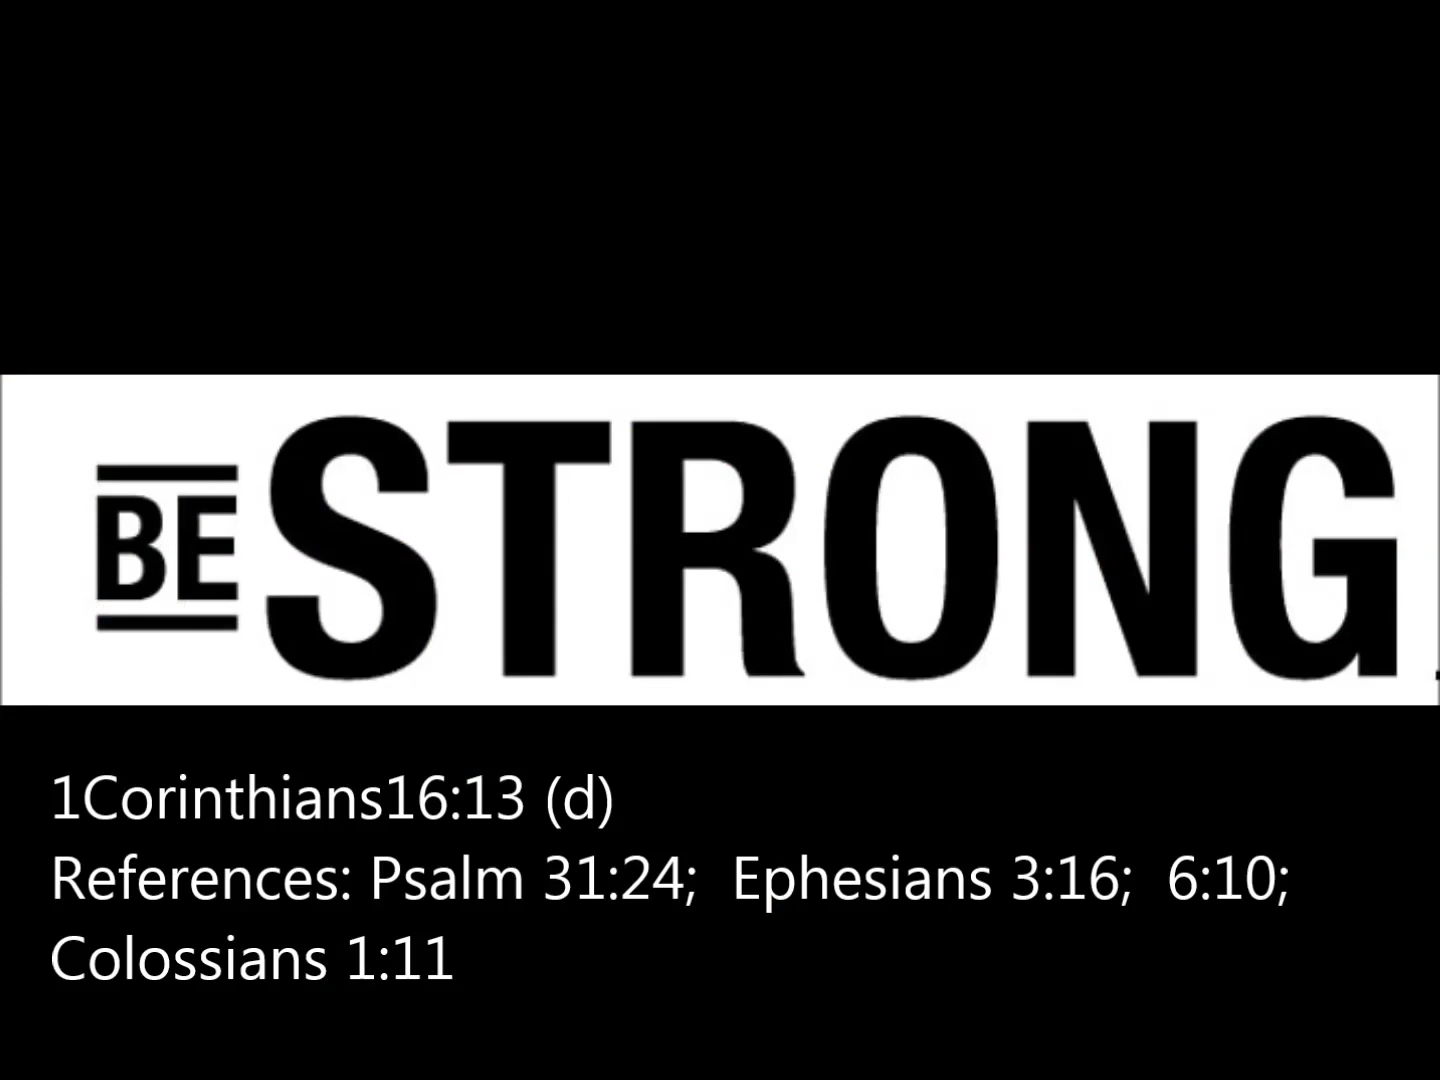 BE STRONG.
1Corinthians16:13 (d)
References: Psalm 31:24;  Ephesians 3:16;  6:10;
Colossians 1:11